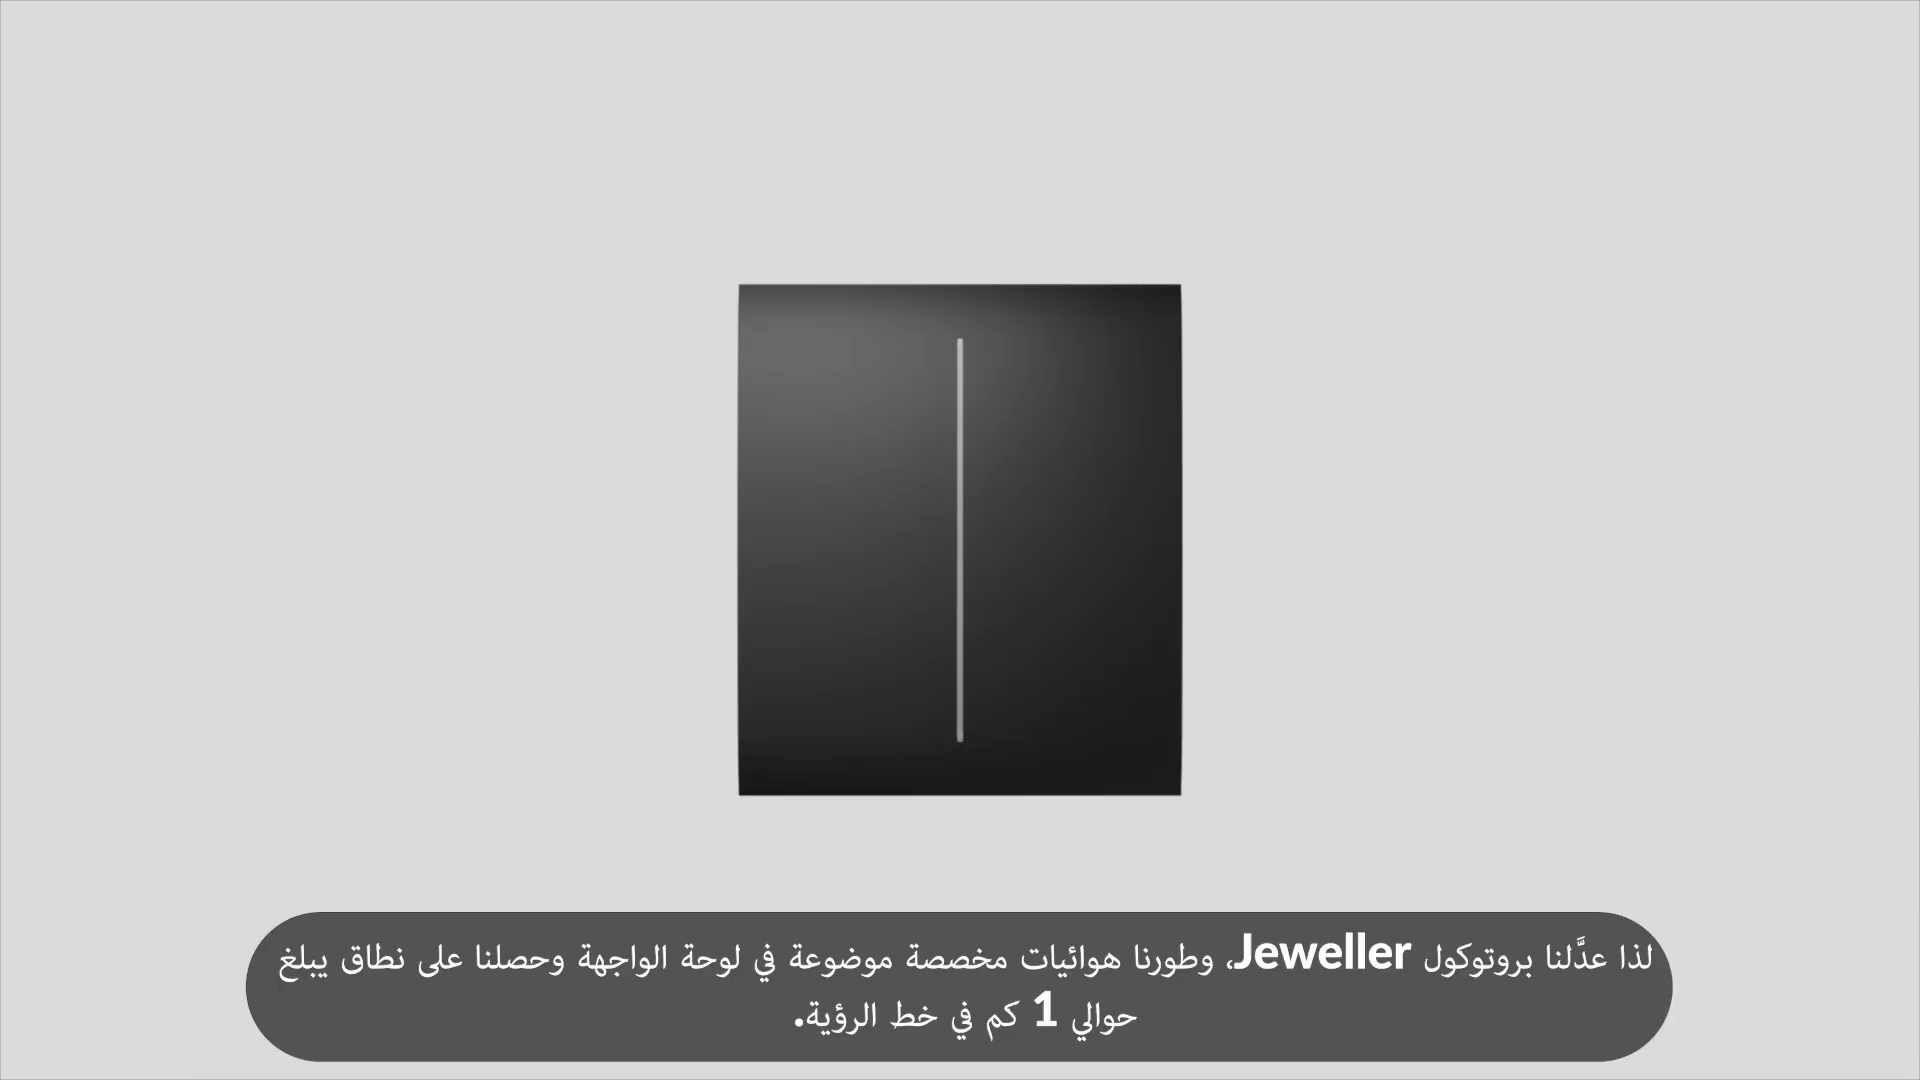 لذا عدَّلنا بروتوكول Jeweller، وطورنا هوائيات مخصصة موضوعة في لوحة الواجهة وحصلنا على نطاق يبلغ
حوالي 1 كم في خط الرؤية.